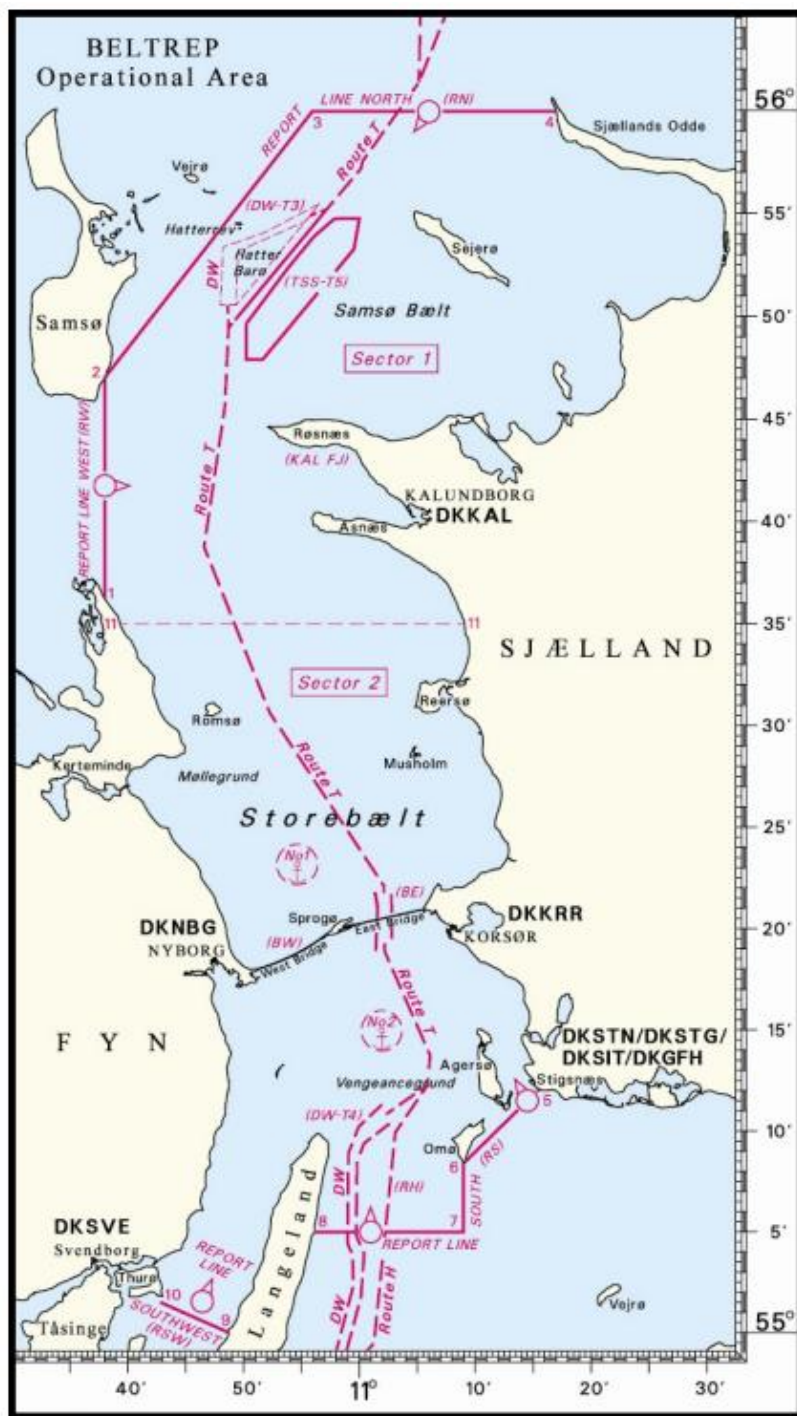 BELTREP
Operational Area
REPORT
LINE NORTH
(RN)
3
4
56°
Sjællands Odde
Route T
Vejrø
(DW-T3)
55'
Hatterrev
Hatter
Barn
DW
Sejerø
(TSS-T5)
Samsø
Samsø Bælt
50'
Sector 1
2
45'
Røsnæs
(KAL FJ)
REPORT LINE WEST (RW)
Route T
KALUNDBORG
DKKAL
Asnæs
40'
1
11
11
35'
SJÆLLAND
Sector 2
Reersø
Romsø
30'
Route T
Kerteminde
Møllegrund
Musholm
Storebælt
25'
(No1)
(BE)
DKNBG
NYBORG
Sprogø
East Bridge
DKKRR
KORSØR
20'
(BW)
West Bridge
Route T
FYN
(No2)
15'
DKSTN/DKSTG/
DKSIT/DKGFH
Agersø
Stigsnæs
Vengeancegrund
5
(DW-T4)
Omø
(RS)
10'
6
DW
(RH)
SOUTH
Langeland
8
7
5'
REPORT LINE
DKSVE
Svendborg
REPORT
LINE
Thurø
10
9
SOUTHWEST
(RSW)
DW
Route H
Vejrø
Tåsinge
55°
40'
50'
11°
10'
20'
30'